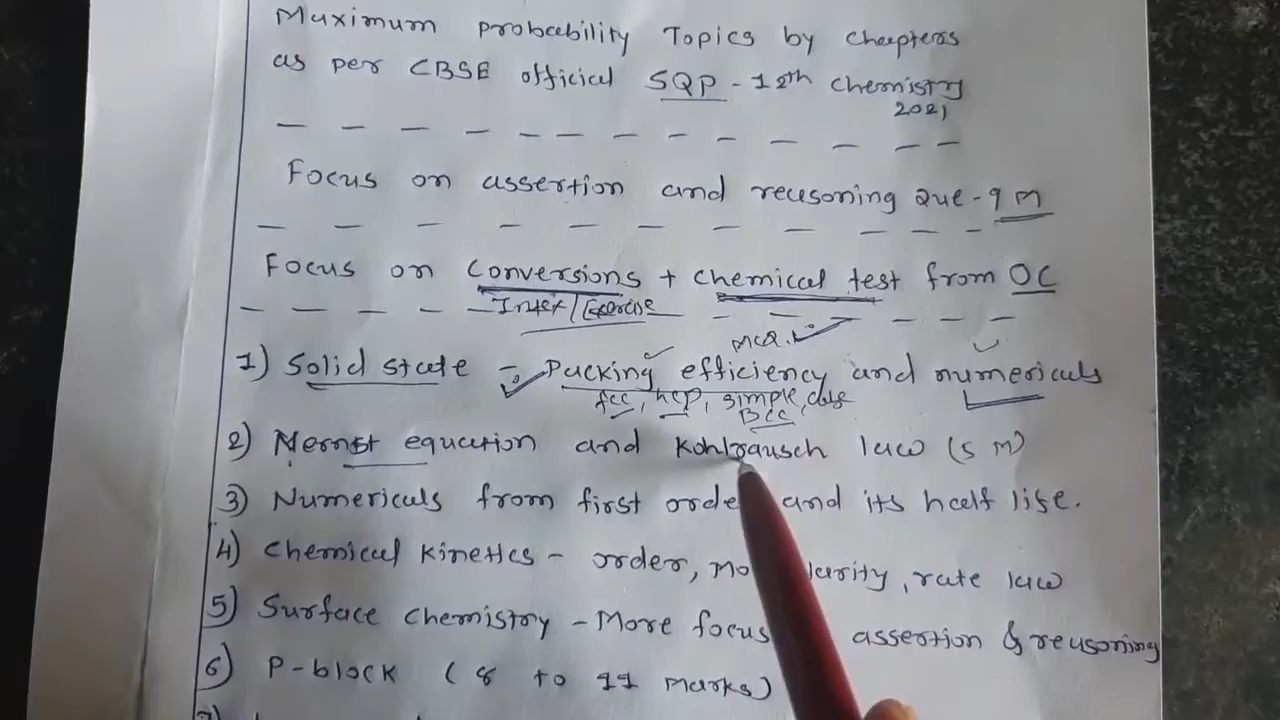 Maximum probability Topics by chapters
as per CBSE official SQP - 12th chemistry
2021
Focus on assertion and reasoning Que - 9 M
Focus on conversions + chemical test from OC
Intext / Exercise
MCQ.
1) Solid state - Packing efficiency and numericals
fcc, hcp, simple,
BCC
2) Nernst equation and Kohlrausch law (5 M)
3) Numericals from first order and its half life.
4) Chemical Kinetics - order, rate law
5) Surface chemistry - More focus assertion & reasoning
6) P-block (8 to 11 Marks)
7)